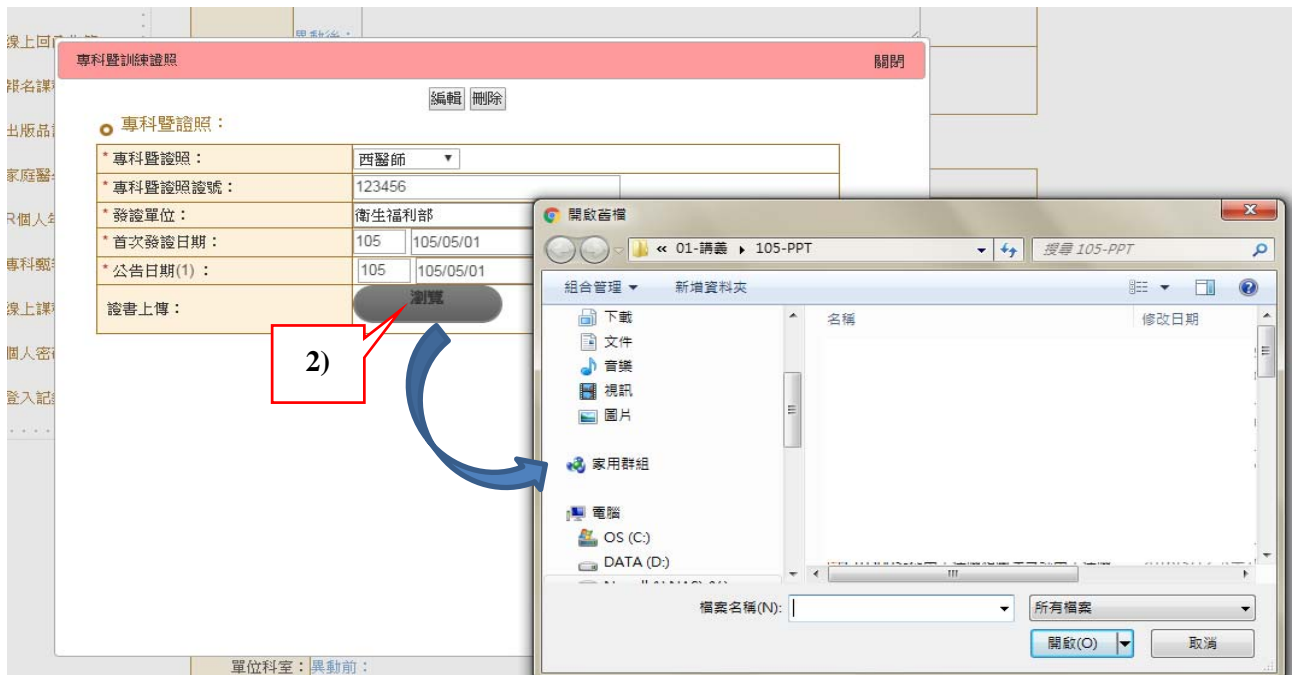 異動後：
線上回
專科暨訓練證照 關閉
報名課
編輯 刪除
出版品
專科暨證照：
* 專科暨證照： 西醫師
家庭醫
* 專科暨證照證號： 123456
R個人年
* 發證單位： 衛生福利部
開啟舊檔
* 首次發證日期： 105 105/05/01
« 01-講義 ▸ 105-PPT 搜尋 105-PPT
專科甄
* 公告日期(1)： 105 105/05/01
組合管理 ▾ 新增資料夾
證書上傳： 瀏覽
線上課
下載 名稱 修改日期
文件
個人密
2)
音樂
登入記
視訊
圖片
家用群組
電腦
OS (C:)
DATA (D:)
檔案名稱(N): 所有檔案
開啟(O) 取消
單位科室：異動前：